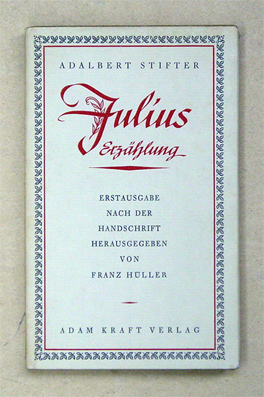 ADALBERT STIFTER
Julius
Erzählung
ERSTAUSGABE
NACH DER
HANDSCHRIFT
HERAUSGEGEBEN
VON
FRANZ HÜLLER
ADAM KRAFT VERLAG